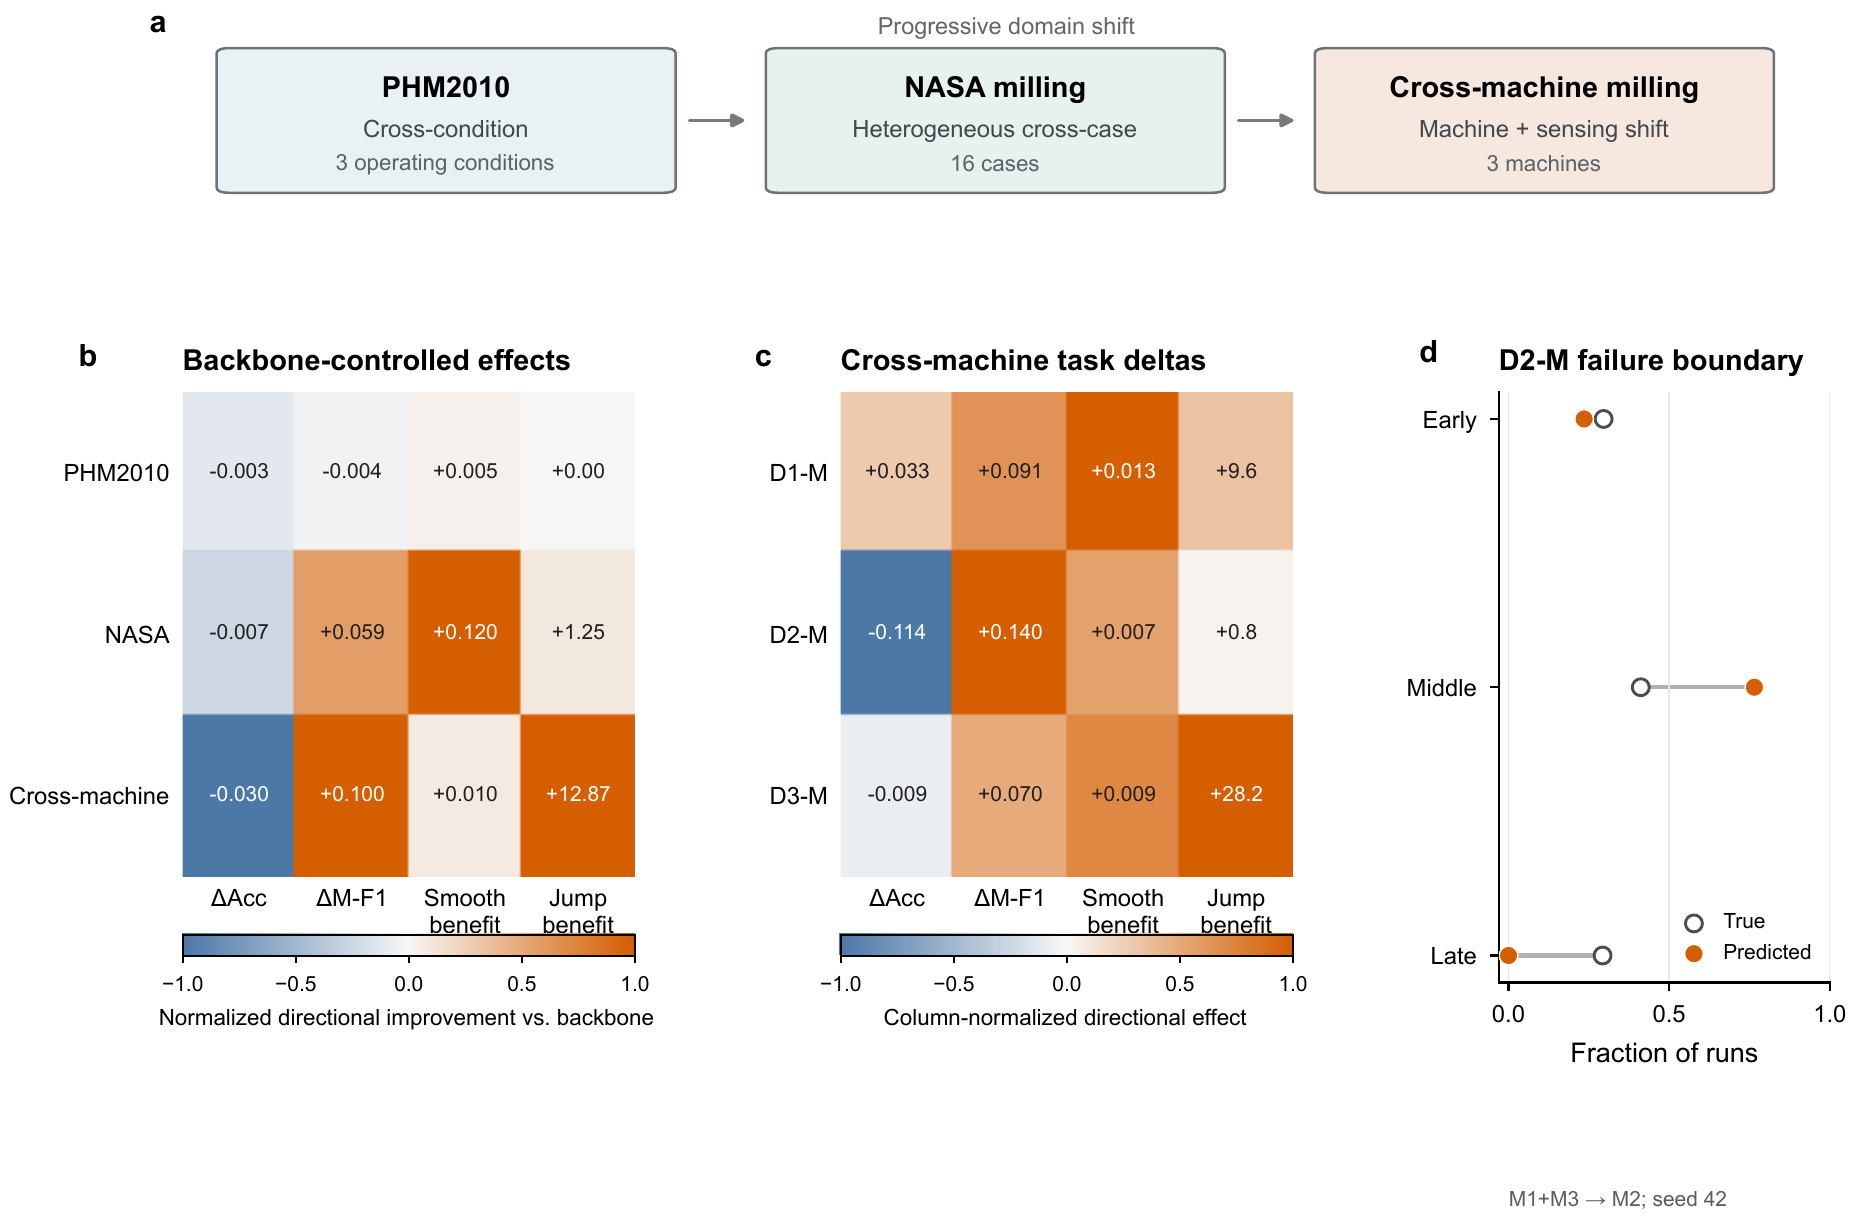 a
Progressive domain shift
PHM2010
Cross-condition
3 operating conditions
NASA milling
Heterogeneous cross-case
16 cases
Cross-machine milling
Machine + sensing shift
3 machines
b
Backbone-controlled effects
PHM2010
-0.003
-0.004
+0.005
+0.00
NASA
-0.007
+0.059
+0.120
+1.25
Cross-machine
-0.030
+0.100
+0.010
+12.87
ΔAcc
ΔM-F1
Smooth
benefit
Jump
benefit
−1.0
−0.5
0.0
0.5
1.0
Normalized directional improvement vs. backbone
c
Cross-machine task deltas
D1-M
+0.033
+0.091
+0.013
+9.6
D2-M
-0.114
+0.140
+0.007
+0.8
D3-M
-0.009
+0.070
+0.009
+28.2
ΔAcc
ΔM-F1
Smooth
benefit
Jump
benefit
−1.0
−0.5
0.0
0.5
1.0
Column-normalized directional effect
d
D2-M failure boundary
Early
Middle
Late
True
Predicted
0.0
0.5
1.0
Fraction of runs
M1+M3 → M2; seed 42